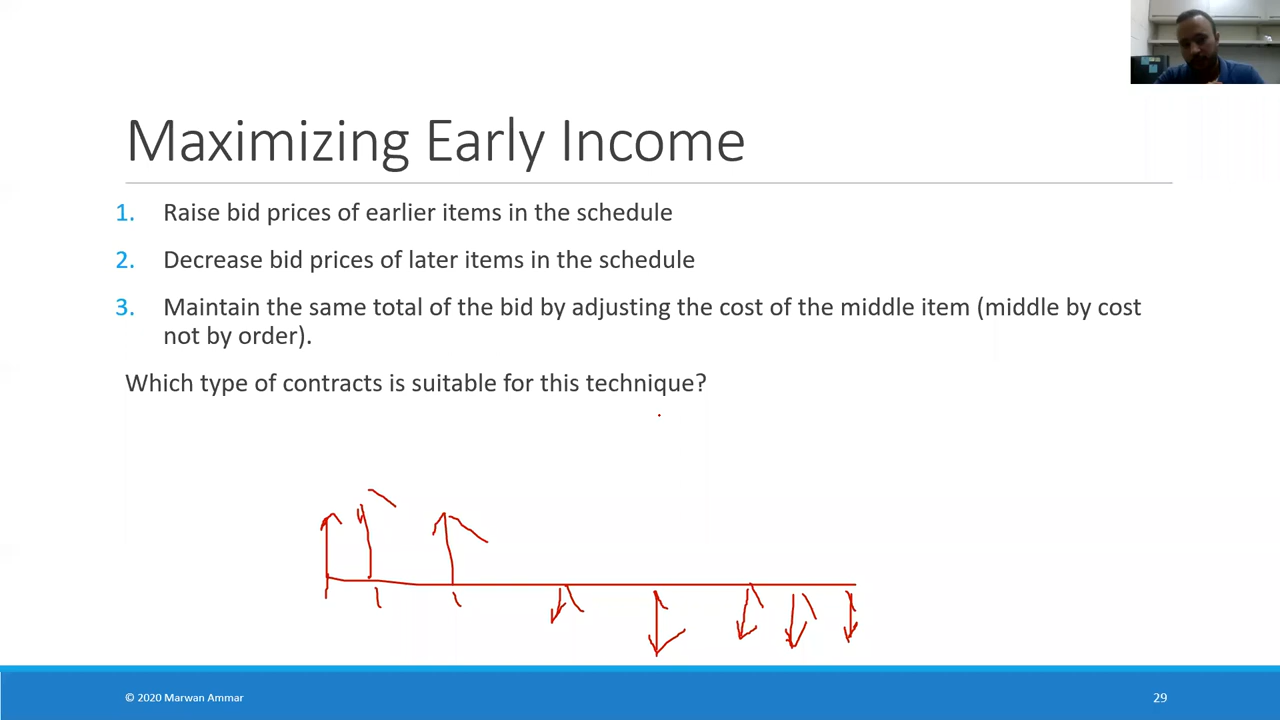 Maximizing Early Income
1. Raise bid prices of earlier items in the schedule
2. Decrease bid prices of later items in the schedule
3. Maintain the same total of the bid by adjusting the cost of the middle item (middle by cost
not by order).
Which type of contracts is suitable for this technique?
© 2020 Marwan Ammar
29